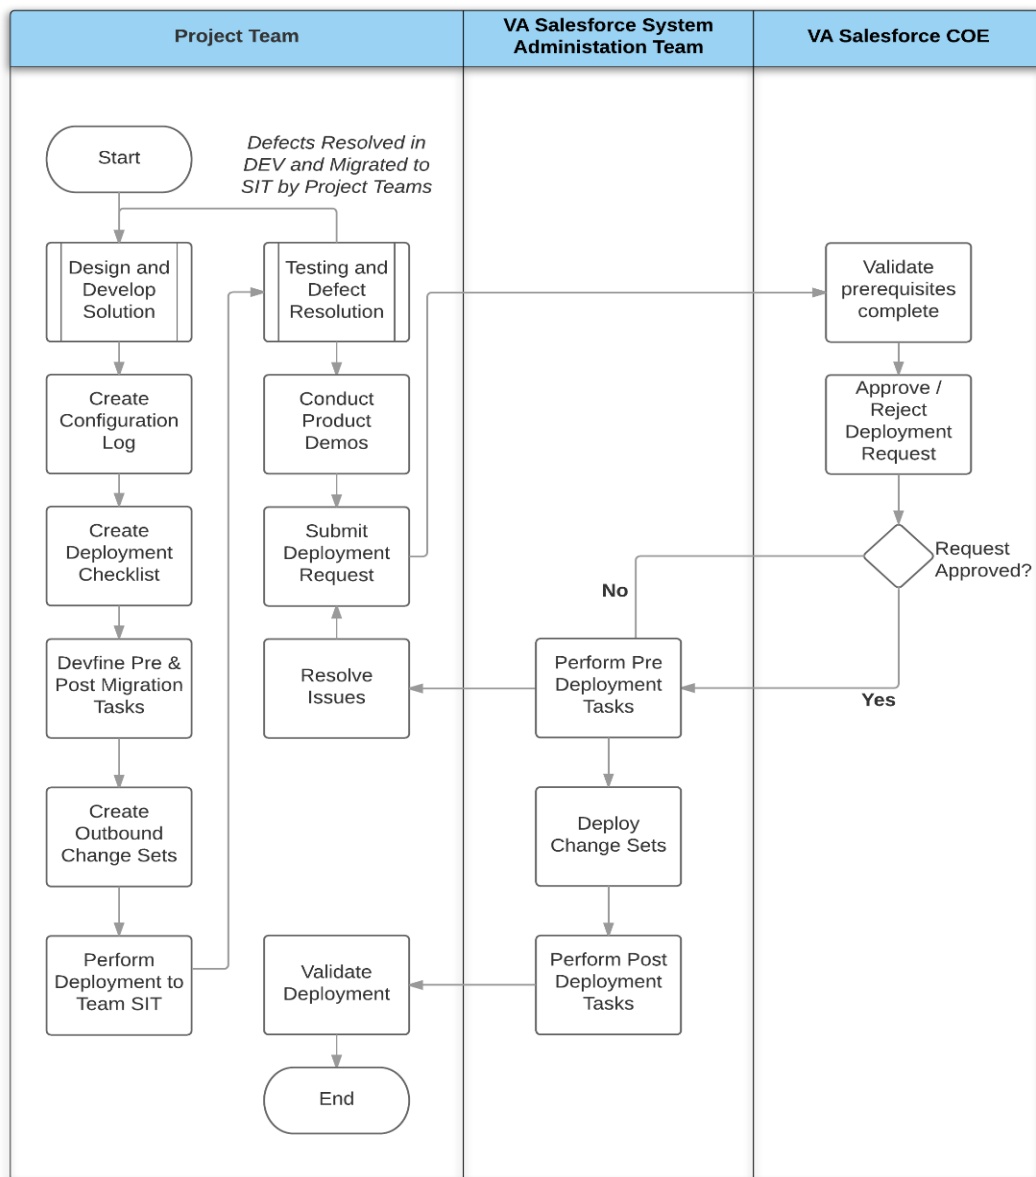 Project Team
VA Salesforce System
Administation Team
VA Salesforce COE
Start
Defects Resolved in
DEV and Migrated to
SIT by Project Teams
Design and
Develop
Solution
Testing and
Defect
Resolution
Validate
prerequisites
complete
Create
Configuration
Log
Conduct
Product
Demos
Approve /
Reject
Deployment
Request
Create
Deployment
Checklist
Submit
Deployment
Request
Request
Approved?
No
Devfine Pre &
Post Migration
Tasks
Resolve
Issues
Perform Pre
Deployment
Tasks
Yes
Create
Outbound
Change Sets
Deploy
Change Sets
Perform
Deployment to
Team SIT
Validate
Deployment
Perform Post
Deployment
Tasks
End